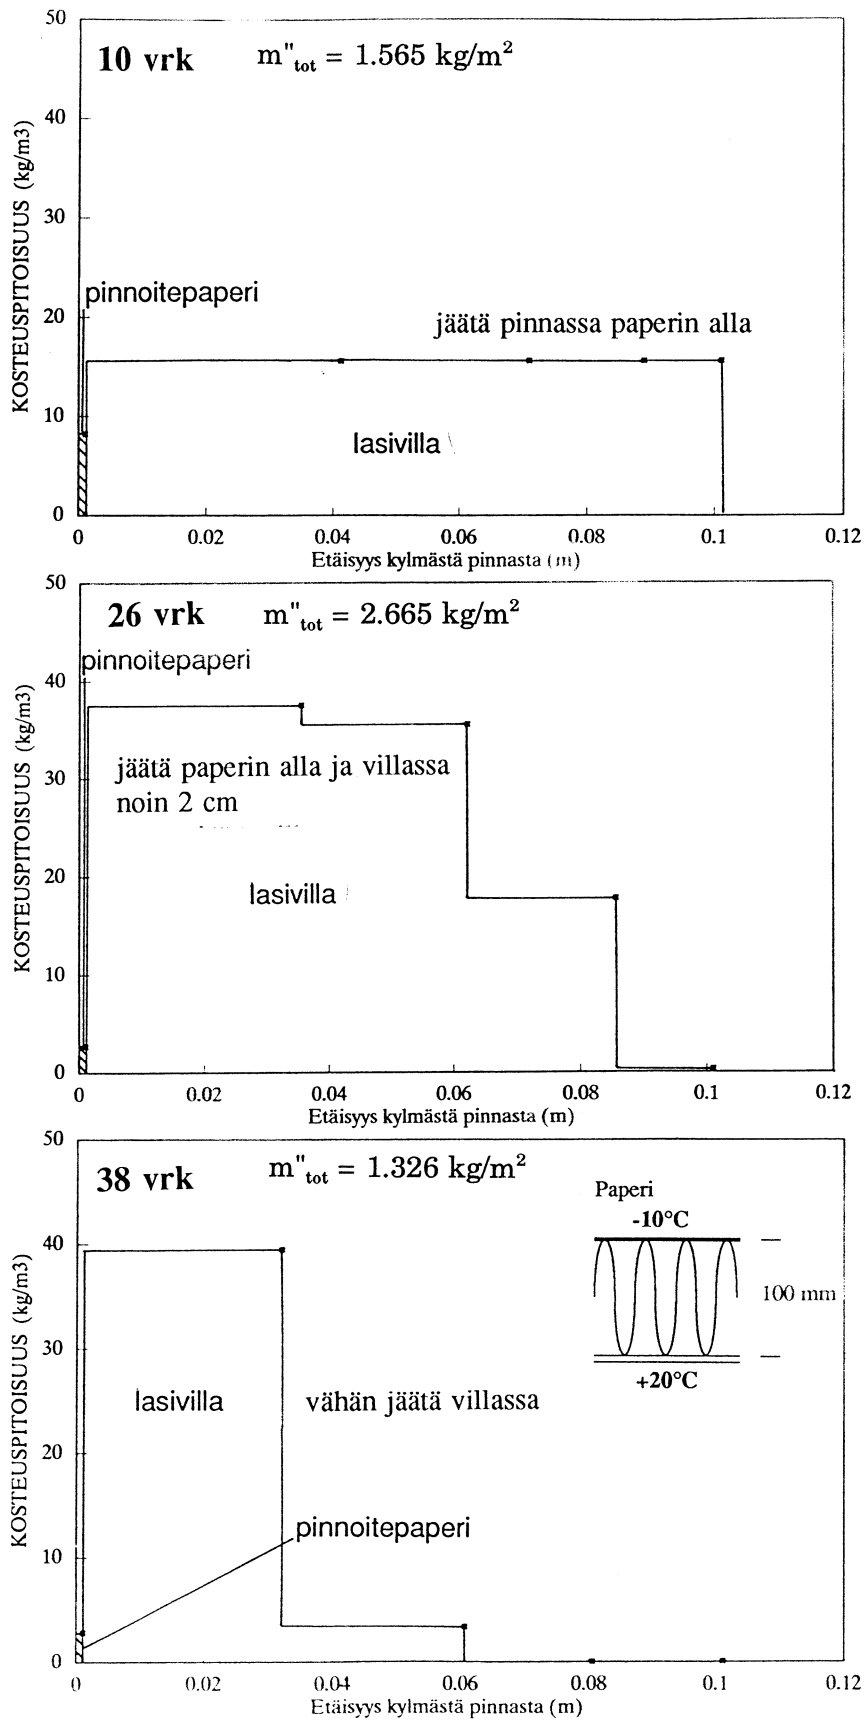 50
10 vrk m"tot = 1.565 kg/m²
40
30
pinnoitepaperi
20
jäätä pinnassa paperin alla
10
lasivilla
0
KOSTEUSPITOISUUS (kg/m3)
0 0.02 0.04 0.06 0.08 0.1 0.12
Etäisyys kylmästä pinnasta (m)
50
26 vrk m"tot = 2.665 kg/m²
pinnoitepaperi
40
jäätä paperin alla ja villassa
noin 2 cm
30
20
lasivilla
10
0
KOSTEUSPITOISUUS (kg/m3)
0 0.02 0.04 0.06 0.08 0.1 0.12
Etäisyys kylmästä pinnasta (m)
50
38 vrk m"tot = 1.326 kg/m²
Paperi
-10°C
100 mm
+20°C
40
30
lasivilla
vähän jäätä villassa
20
pinnoitepaperi
10
0
KOSTEUSPITOISUUS (kg/m3)
0 0.02 0.04 0.06 0.08 0.1 0.12
Etäisyys kylmästä pinnasta (m)